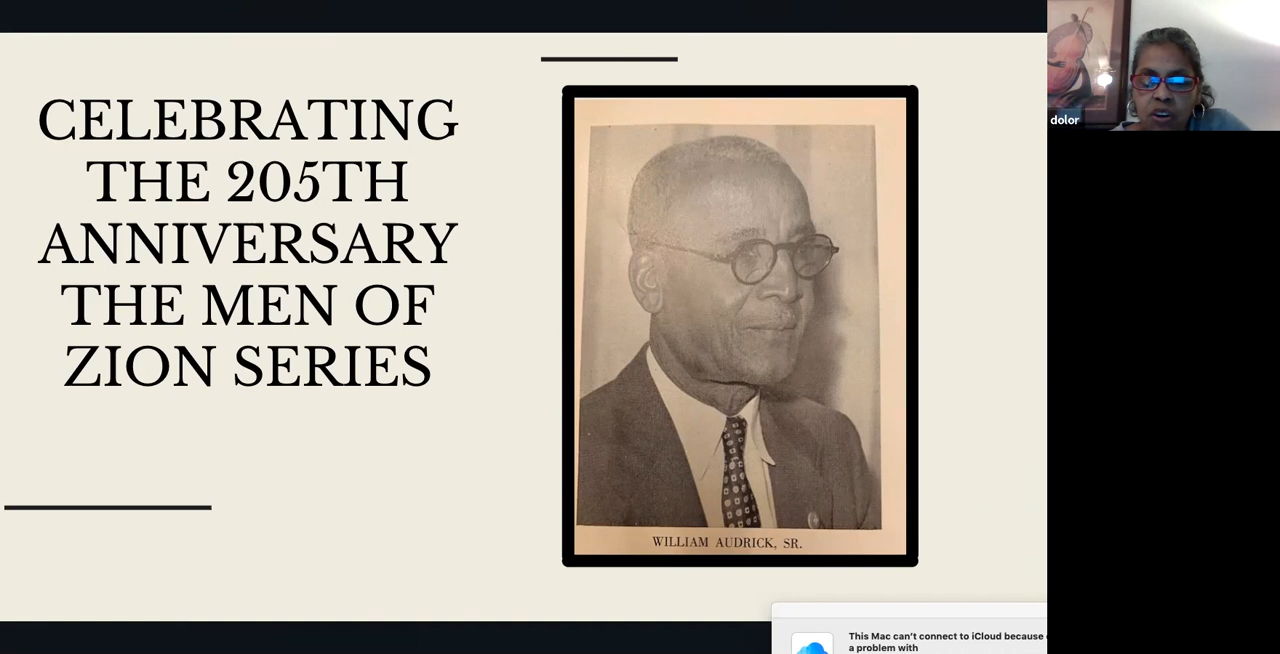 CELEBRATING
THE 205TH
ANNIVERSARY
THE MEN OF
ZION SERIES
WILLIAM AUDRICK, SR.
dolor
This Mac can't connect to iCloud because
a problem with